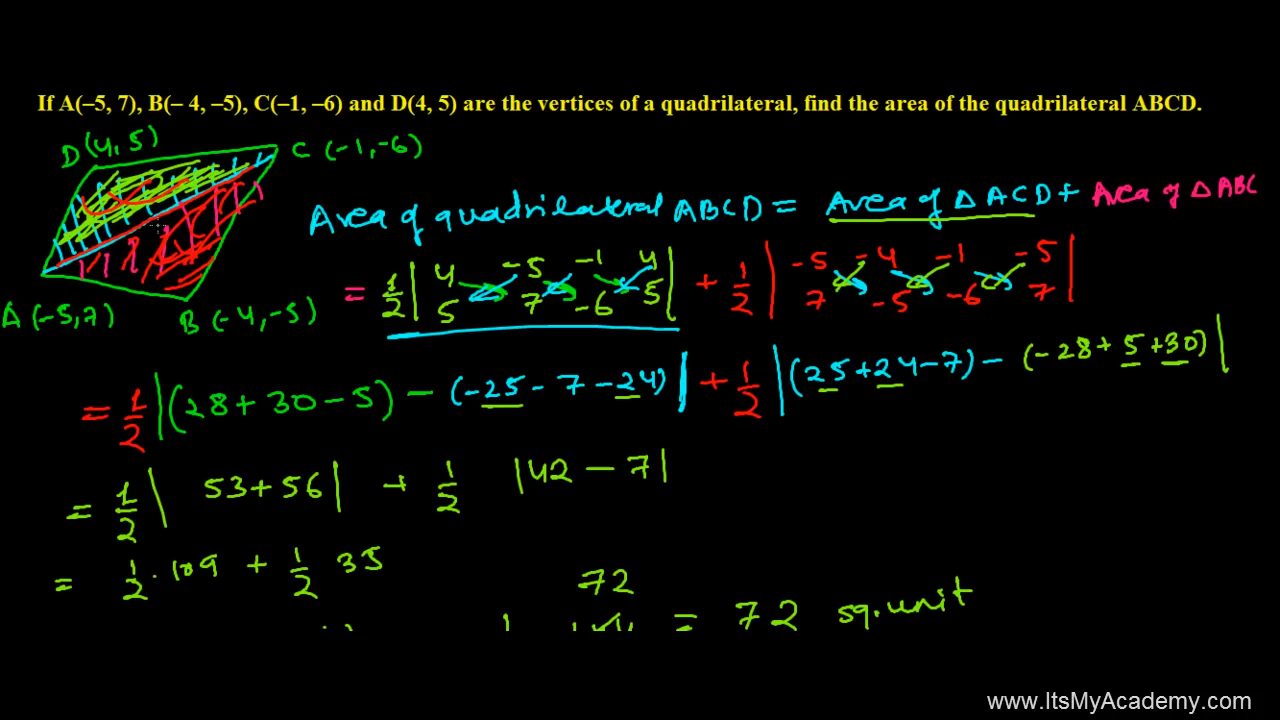 If A(–5, 7), B(– 4, –5), C(–1, –6) and D(4, 5) are the vertices of a quadrilateral, find the area of the quadrilateral ABCD.
D(4, 5)
C (-1, -6)
A (-5, 7)
B (-4, -5)
Area of quadrilateral ABCD = Area of △ ACD + Area of △ ABC
= 1/2 | 4 -5 -1 4 | + 1/2 | -5 -4 -1 -5 |
5 7 -6 5 7 -5 -6 7
= 1/2 |(28 + 30 - 5) - (-25 - 7 - 24)| + 1/2 |(25 + 24 - 7) - (-28 + 5 + 30)|
= 1/2 | 53 + 56 | + 1/2 |42 - 7|
= 1/2 · 109 + 1/2 35
72
= 72 sq. unit
www.ItsMyAcademy.com